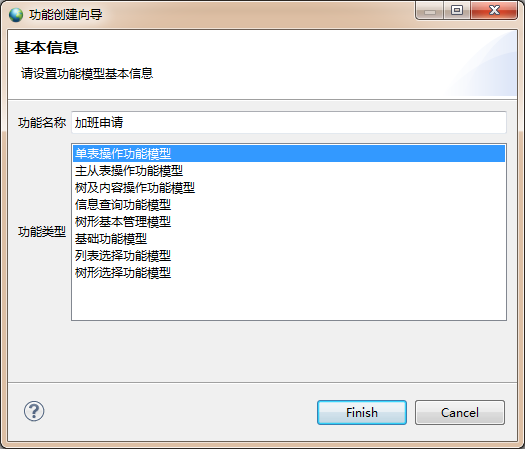 功能创建向导
基本信息
请设置功能模型基本信息
功能名称 加班申请
单表操作功能模型
主从表操作功能模型
树及内容操作功能模型
信息查询功能模型
树形基本管理模型
功能类型
基础功能模型
列表选择功能模型
树形选择功能模型
?
Finish Cancel